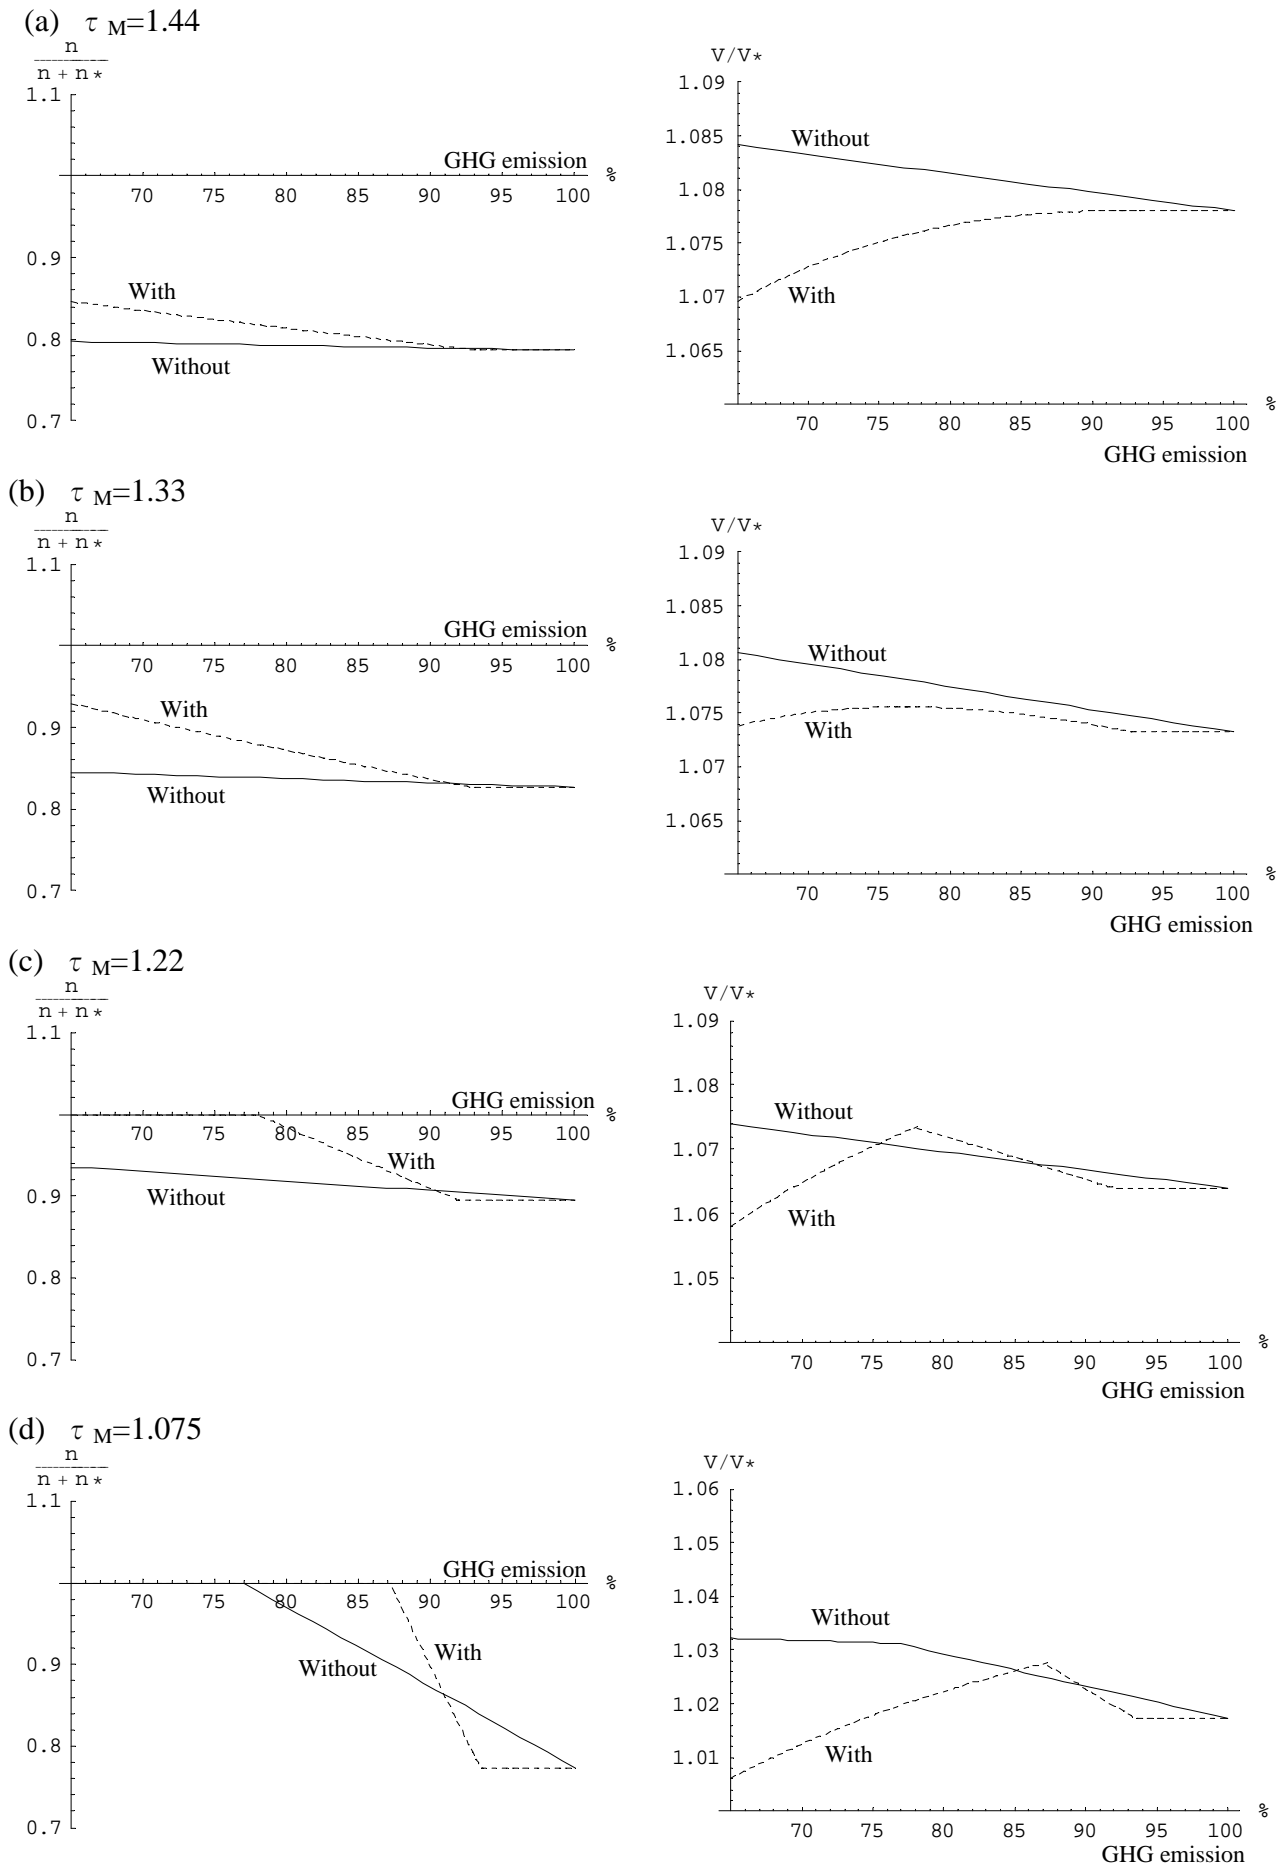 (a) τ M=1.44
n
n + n*
1.1
GHG emission
%
70 75 80 85 90 95 100
0.9
With
0.8
Without
0.7
V/V*
1.09
1.085
Without
1.08
1.075
1.07
With
1.065
%
70 75 80 85 90 95 100
GHG emission
(b) τ M=1.33
n
n + n*
1.1
GHG emission
%
70 75 80 85 90 95 100
With
0.9
Without
0.8
0.7
V/V*
1.09
1.085
Without
1.08
1.075
With
1.07
1.065
%
70 75 80 85 90 95 100
GHG emission
(c) τ M=1.22
n
n + n*
1.1
GHG emission
%
70 75 80 85 90 95 100
With
0.9
Without
0.8
0.7
V/V*
1.09
1.08
Without
1.07
1.06
With
1.05
%
70 75 80 85 90 95 100
GHG emission
(d) τ M=1.075
n
n + n*
1.1
GHG emission
%
70 75 80 85 90 95 100
With
0.9
Without
0.8
0.7
V/V*
1.06
1.05
1.04
Without
1.03
1.02
With
1.01
%
70 75 80 85 90 95 100
GHG emission